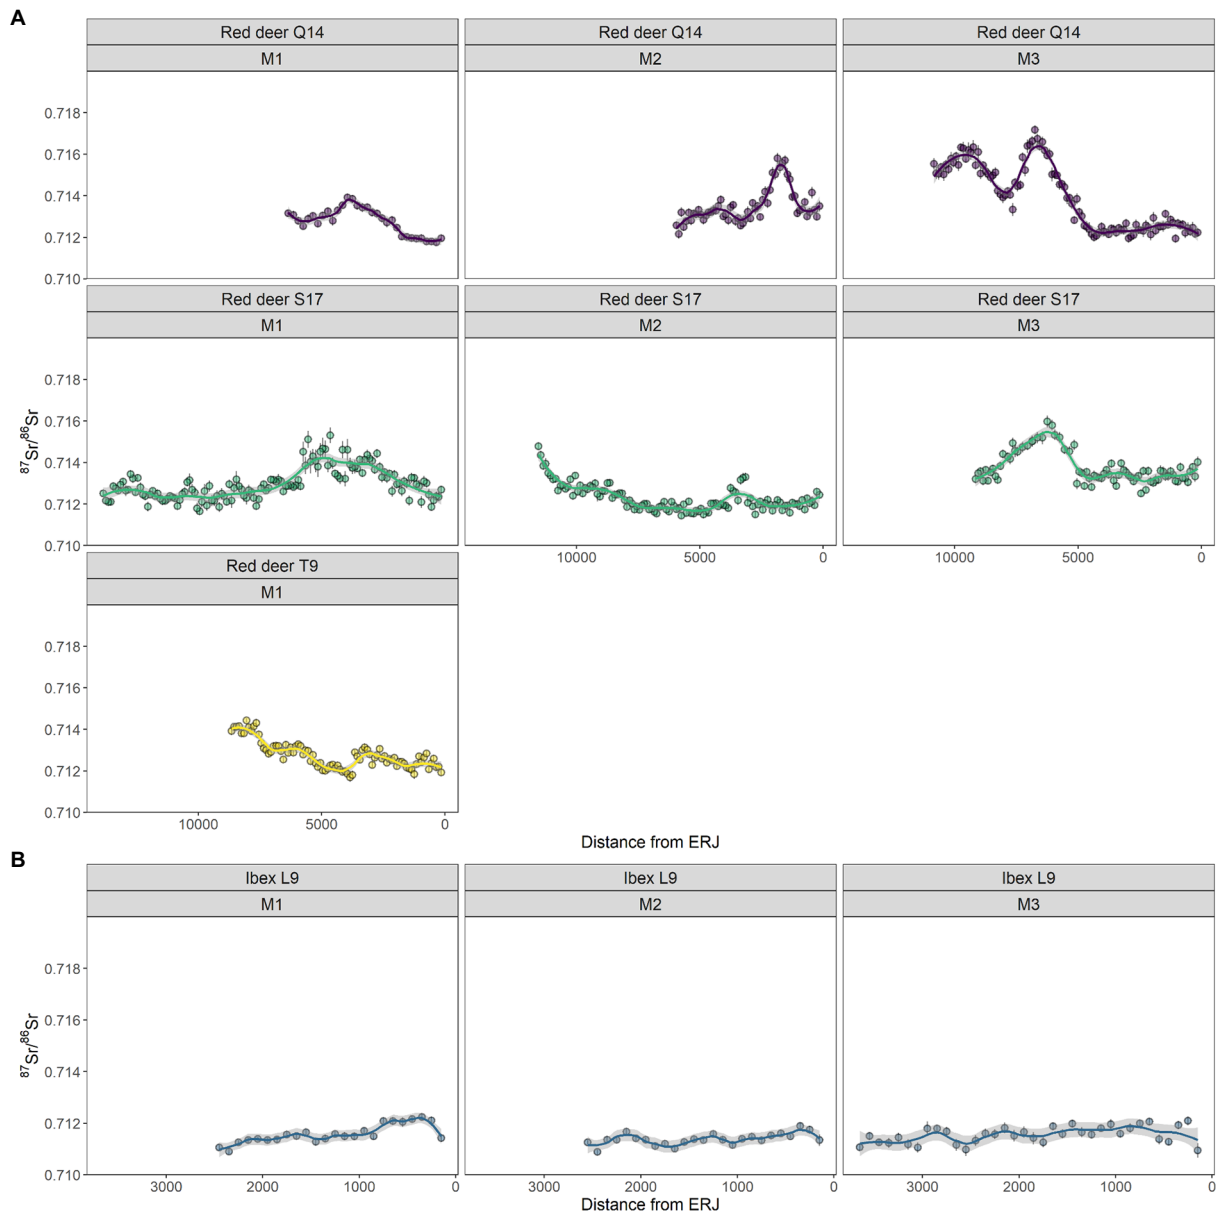 A
Red deer Q14 Red deer Q14 Red deer Q14
M1 M2 M3
0.718
0.716
0.714
0.712
0.710
Red deer S17 Red deer S17 Red deer S17
M1 M2 M3
0.718
0.716
0.714
0.712
0.710
10000 5000 0 10000 5000 0
⁸⁷Sr/⁸⁶Sr
Red deer T9
M1
0.718
0.716
0.714
0.712
0.710
10000 5000 0
Distance from ERJ
B
Ibex L9 Ibex L9 Ibex L9
M1 M2 M3
0.718
0.716
0.714
0.712
0.710
⁸⁷Sr/⁸⁶Sr
3000 2000 1000 0 3000 2000 1000 0 3000 2000 1000 0
Distance from ERJ